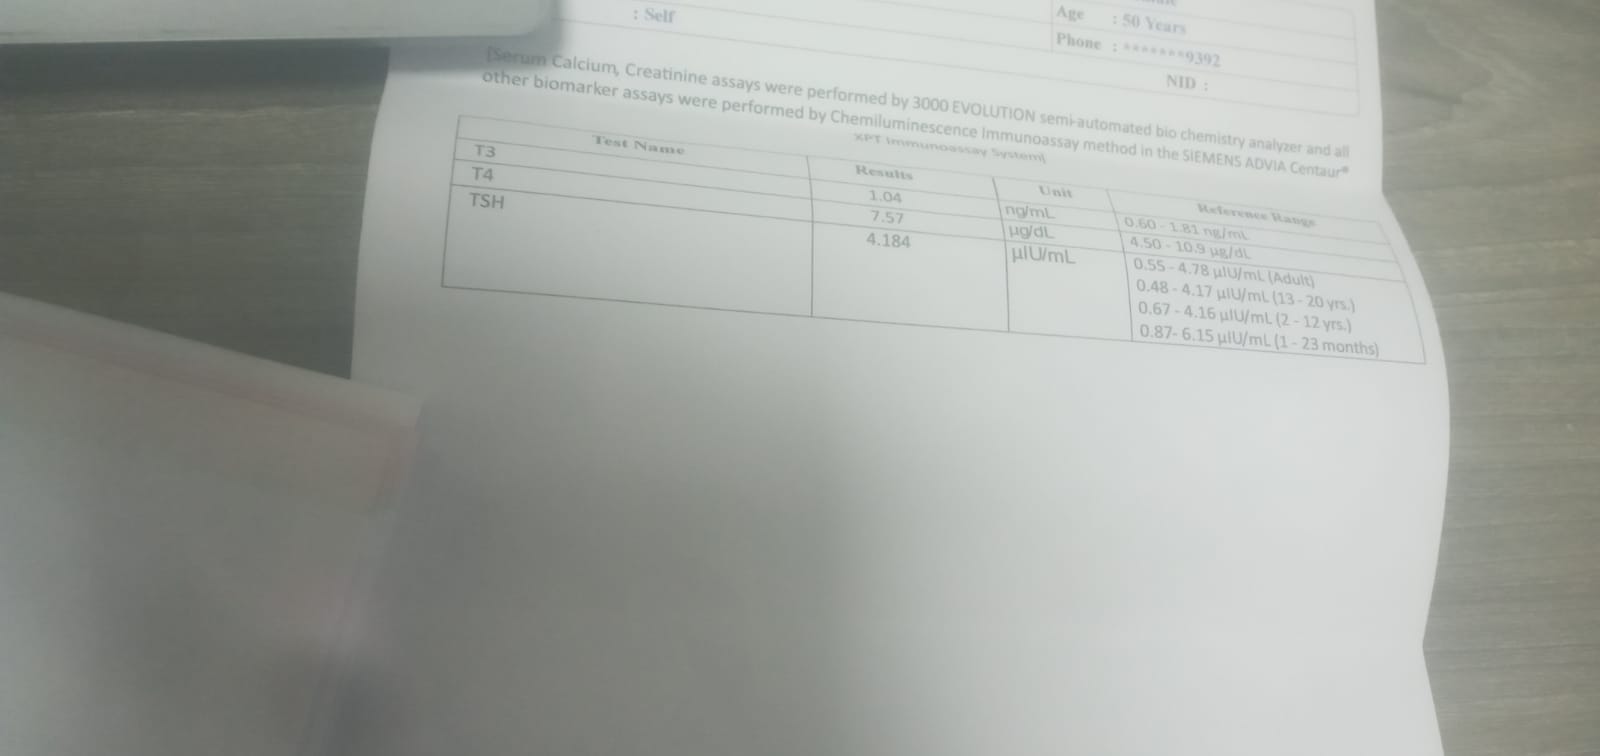 : Self
Age : 50 Years
Phone : *******9392
NID :
[Serum Calcium, Creatinine assays were performed by 3000 EVOLUTION semi-automated bio chemistry analyzer and all
other biomarker assays were performed by Chemiluminescence Immunoassay method in the SIEMENS ADVIA Centaur®
XPT Immunoassay System]
Test Name Results Unit Reference Range
T3 1.04 ng/mL 0.60 - 1.81 ng/mL
T4 7.57 µg/dL 4.50 - 10.9 µg/dL
TSH 4.184 µIU/mL 0.55 - 4.78 µIU/mL (Adult)
0.48 - 4.17 µIU/mL (13 - 20 yrs.)
0.67 - 4.16 µIU/mL (2 - 12 yrs.)
0.87- 6.15 µIU/mL (1 - 23 months)